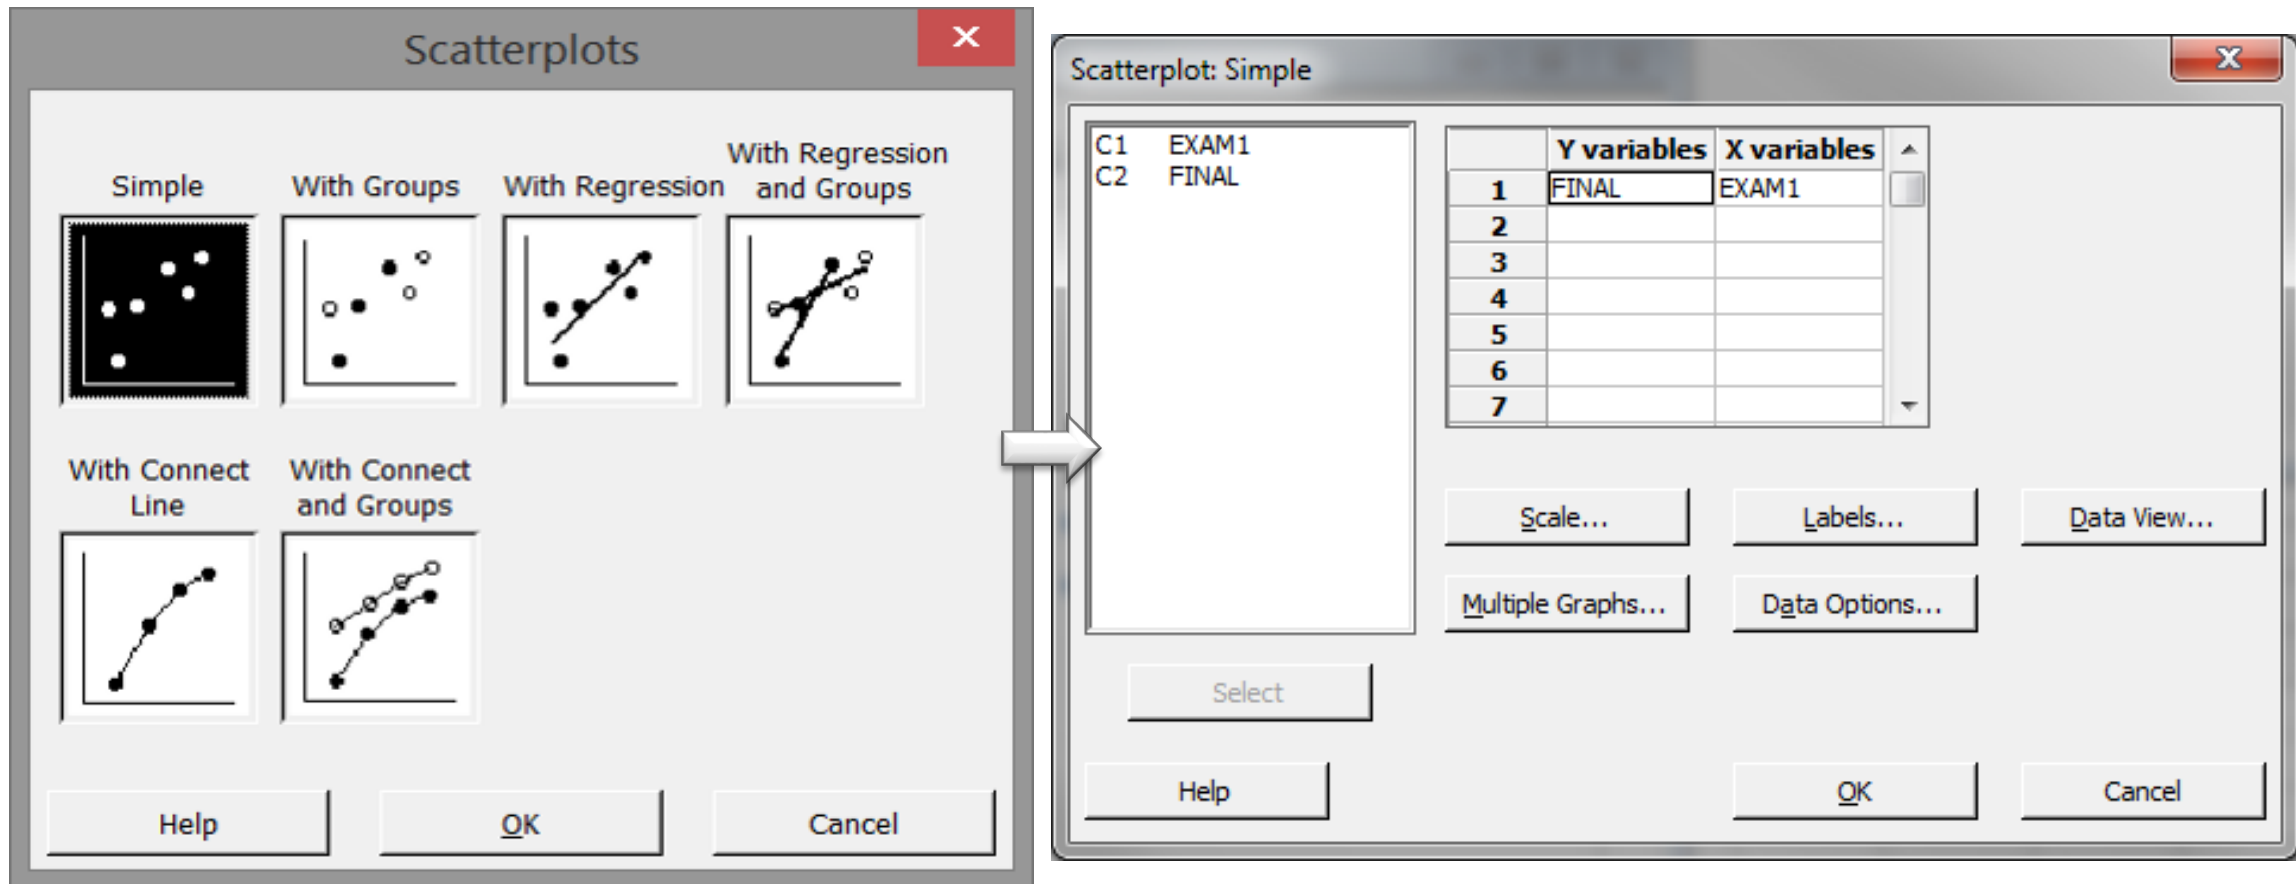 Scatterplots
Simple
With Groups
With Regression
With Regression
and Groups
With Connect
Line
With Connect
and Groups
Help
OK
Cancel
Scatterplot: Simple
C1 EXAM1
C2 FINAL
Y variables X variables
1 FINAL EXAM1
2
3
4
5
6
7
Scale...
Labels...
Data View...
Multiple Graphs...
Data Options...
Select
Help
OK
Cancel